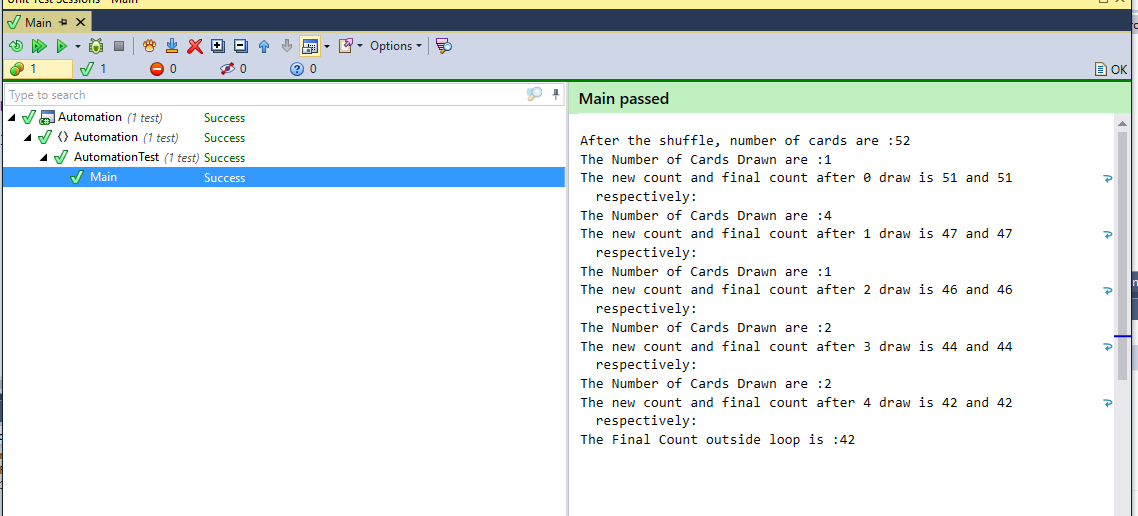 Unit Test Sessions - Main
Main
Options
1 1 0 0 0 OK
Type to search
Automation (1 test) Success
Automation (1 test) Success
AutomationTest (1 test) Success
Main Success
Main passed
After the shuffle, number of cards are :52
The Number of Cards Drawn are :1
The new count and final count after 0 draw is 51 and 51
respectively:
The Number of Cards Drawn are :4
The new count and final count after 1 draw is 47 and 47
respectively:
The Number of Cards Drawn are :1
The new count and final count after 2 draw is 46 and 46
respectively:
The Number of Cards Drawn are :2
The new count and final count after 3 draw is 44 and 44
respectively:
The Number of Cards Drawn are :2
The new count and final count after 4 draw is 42 and 42
respectively:
The Final Count outside loop is :42